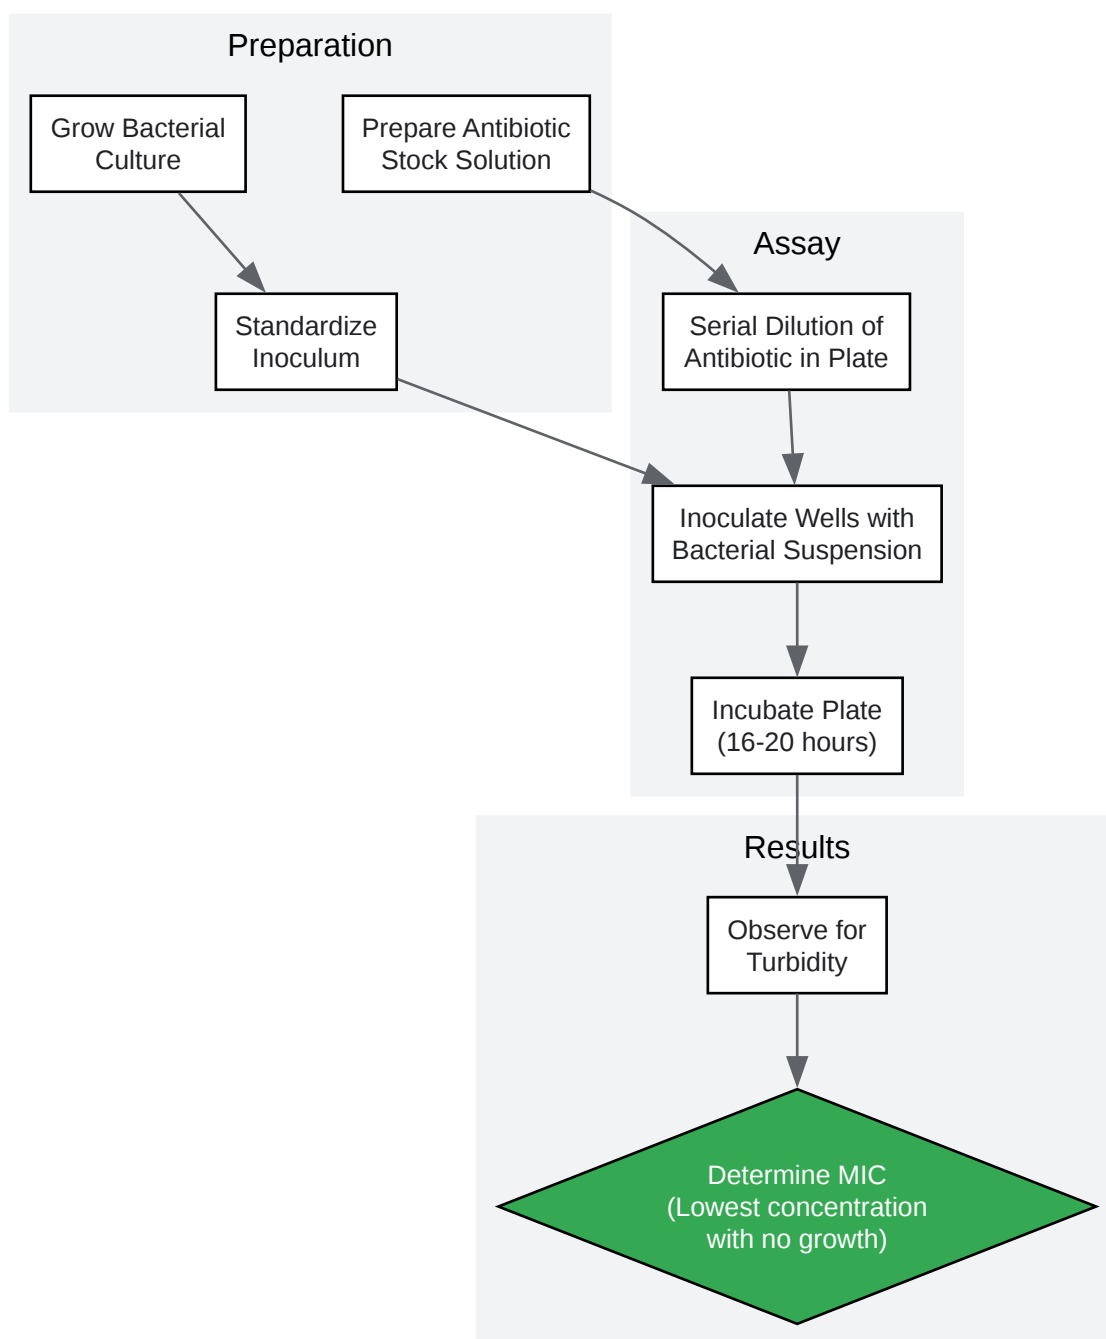 Preparation
Grow Bacterial
Culture
Prepare Antibiotic
Stock Solution
Standardize
Inoculum
Assay
Serial Dilution of
Antibiotic in Plate
Inoculate Wells with
Bacterial Suspension
Incubate Plate
(16-20 hours)
Results
Observe for
Turbidity
Determine MIC
(Lowest concentration
with no growth)